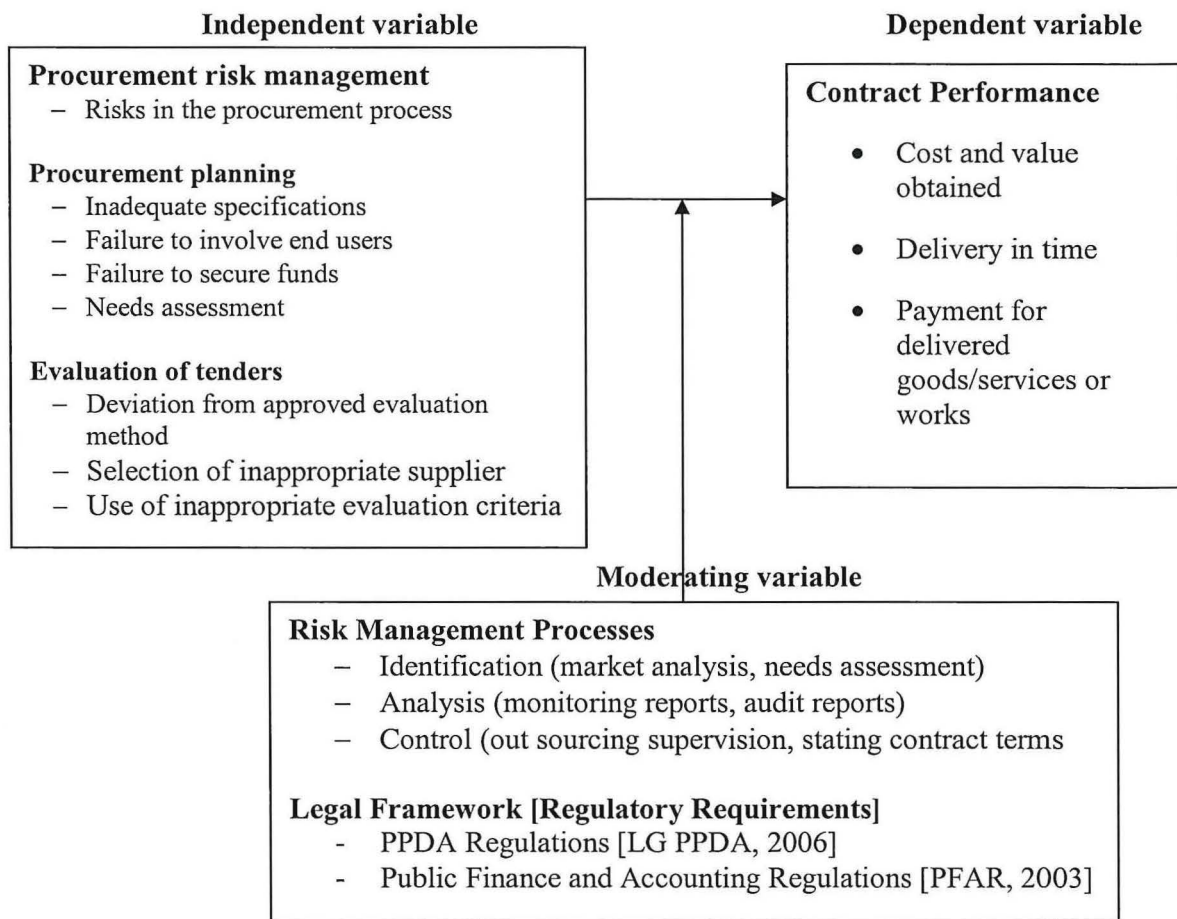 Independent variable
Procurement risk management
– Risks in the procurement process
Procurement planning
– Inadequate specifications
– Failure to involve end users
– Failure to secure funds
– Needs assessment
Evaluation of tenders
– Deviation from approved evaluation
method
– Selection of inappropriate supplier
– Use of inappropriate evaluation criteria
Dependent variable
Contract Performance
• Cost and value
obtained
• Delivery in time
• Payment for
delivered
goods/services or
works
Moderating variable
Risk Management Processes
– Identification (market analysis, needs assessment)
– Analysis (monitoring reports, audit reports)
– Control (out sourcing supervision, stating contract terms
Legal Framework [Regulatory Requirements]
- PPDA Regulations [LG PPDA, 2006]
- Public Finance and Accounting Regulations [PFAR, 2003]